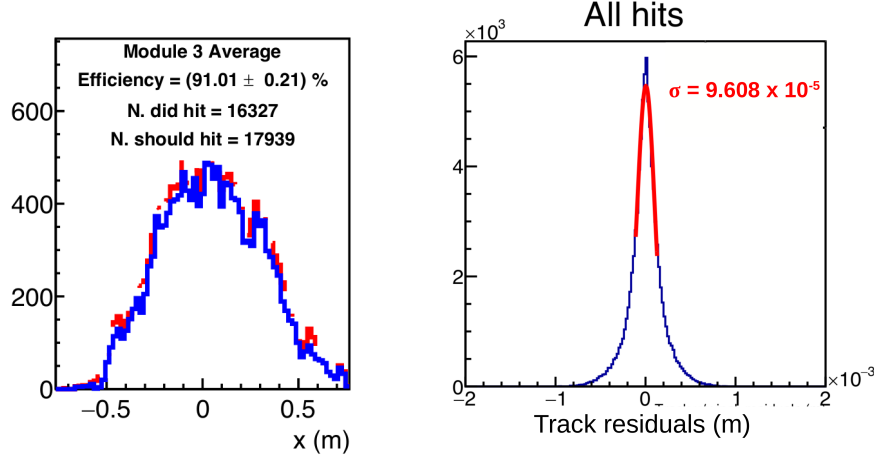 Module 3 Average
Efficiency = (91.01 ± 0.21) %
N. did hit = 16327
N. should hit = 17939
600
400
200
0
−0.5 0 0.5
x (m)
All hits
×10³
6
4
2
0
σ = 9.608 x 10⁻⁵
−2 −1 0 1 2
×10⁻³
Track residuals (m)